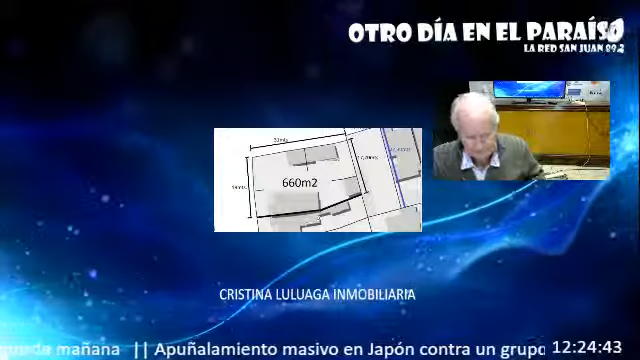 OTRO DÍA EN EL PARAÍSO
LA RED SAN JUAN 89.3
660m2
CRISTINA LULUAGA INMOBILIARIA
mañana || Apuñalamiento masivo en Japón contra un grupo
12:24:43